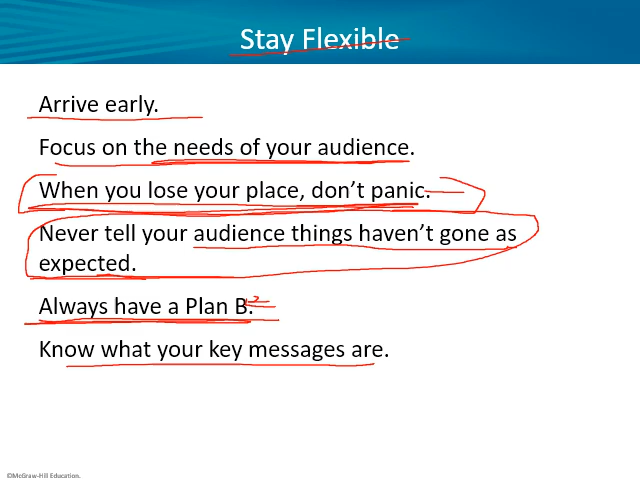 Stay Flexible
Arrive early.
Focus on the needs of your audience.
When you lose your place, don't panic.
Never tell your audience things haven't gone as
expected.
Always have a Plan B.
Know what your key messages are.
©McGraw-Hill Education.